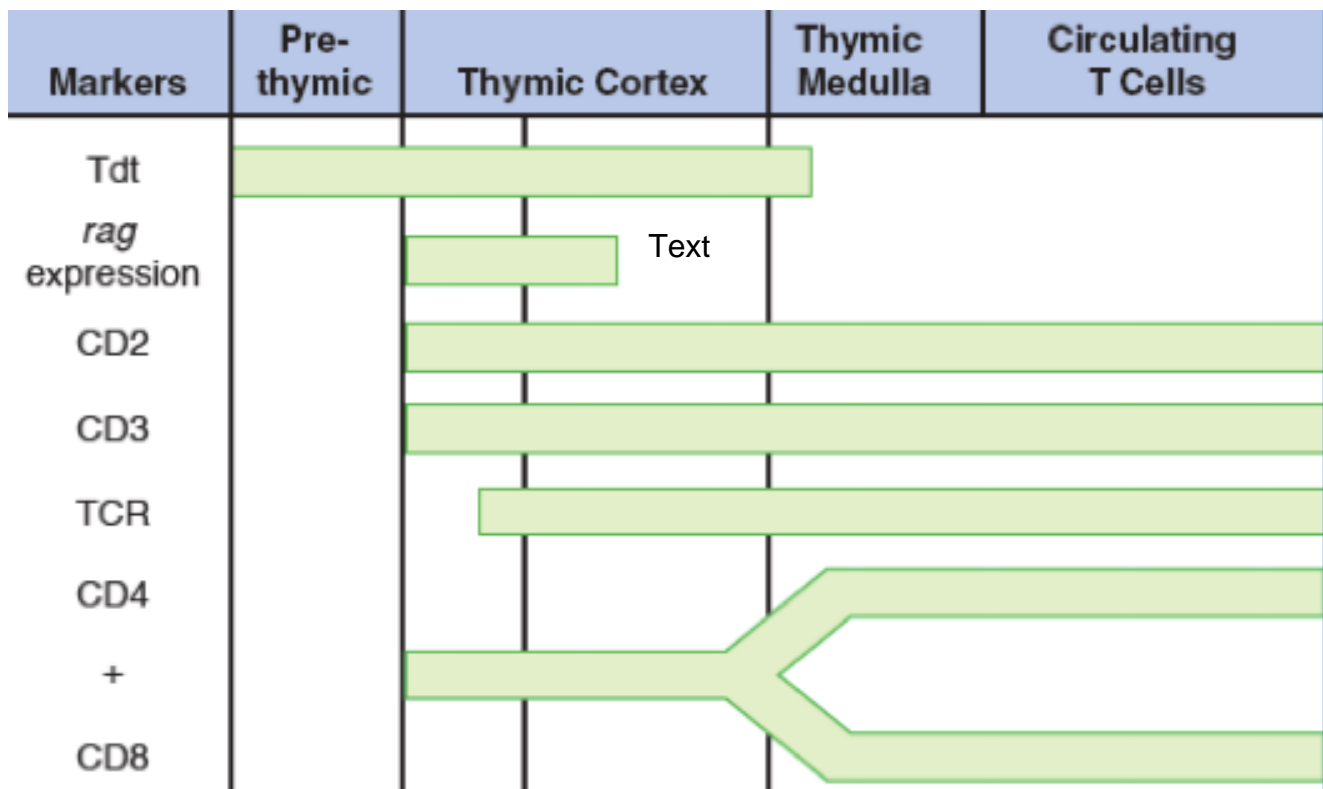 Markers
Pre-
thymic
Thymic Cortex
Thymic
Medulla
Circulating
T Cells
Tdt
rag
expression
Text
CD2
CD3
TCR
CD4
+
CD8